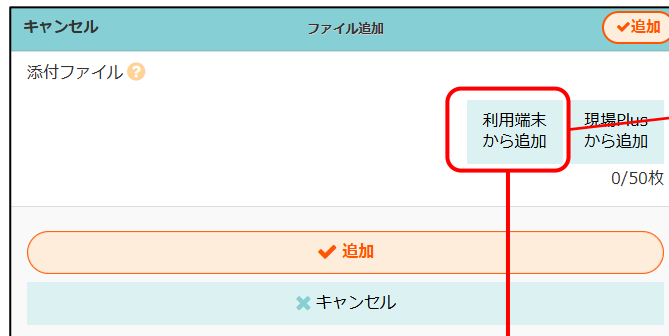 キャンセル ファイル追加 追加
添付ファイル ?
利用端末 現場Plus
から追加 から追加
0/50枚
追加
キャンセル